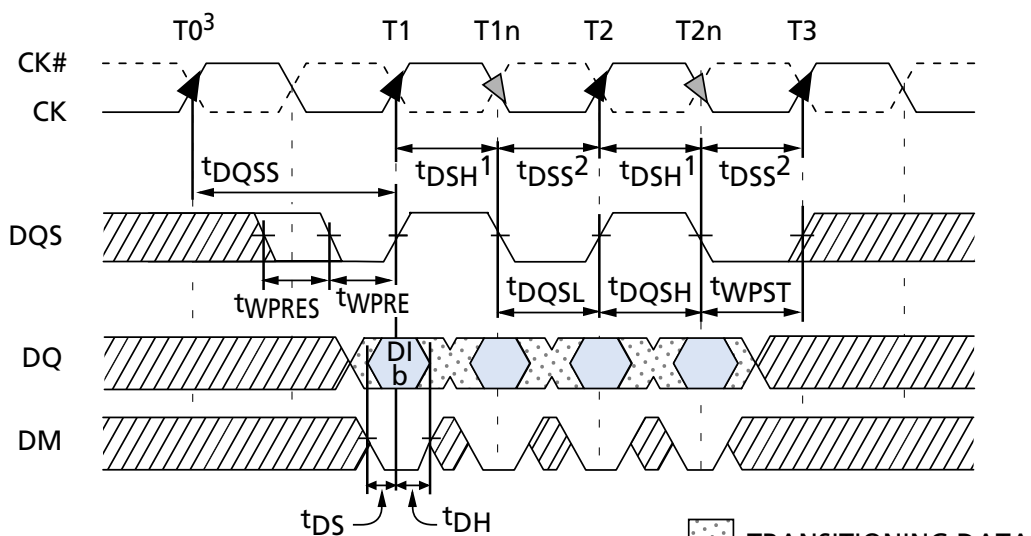 T0³ T1 T1n T2 T2n T3
CK#
CK
tDSH¹ tDSS² tDSH¹ tDSS²
tDQSS
DQS
tWPRES tWPRE tDQSL tDQSH tWPST
DQ
DI
b
DM
tDS tDH
TRANSITIONING DATA